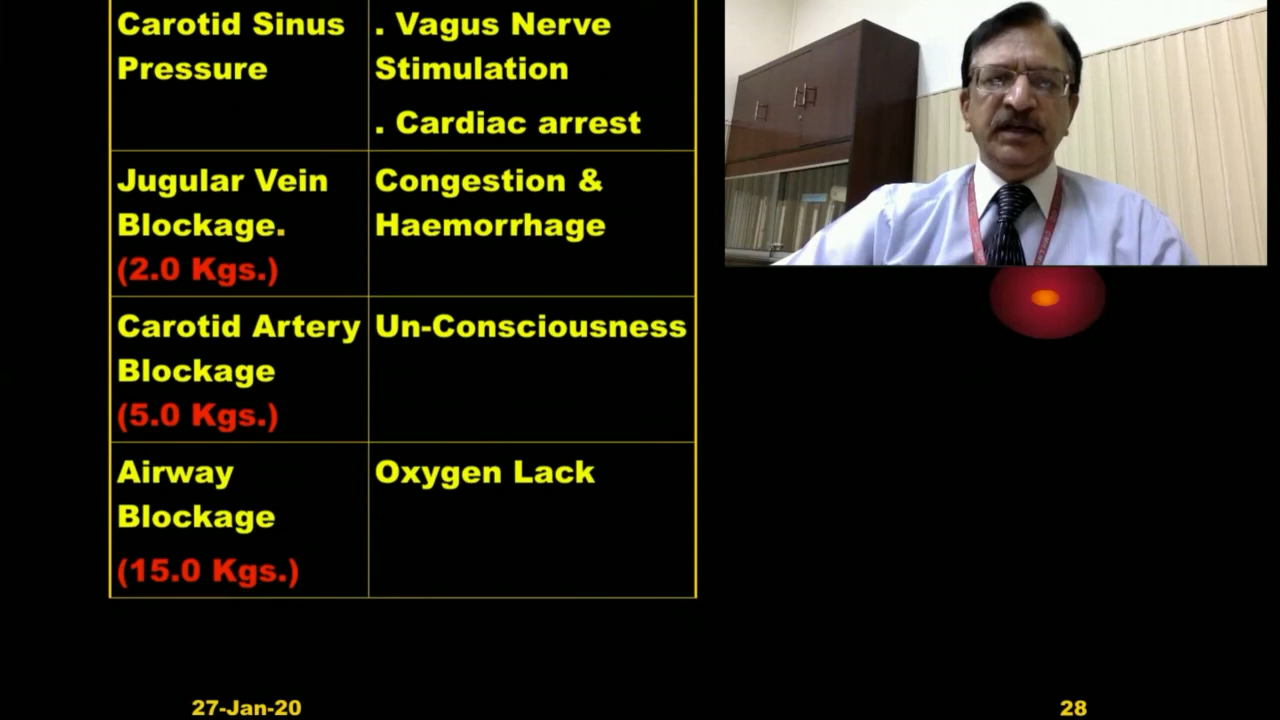 Carotid Sinus
Pressure
. Vagus Nerve
Stimulation
. Cardiac arrest
Jugular Vein
Blockage.
(2.0 Kgs.)
Congestion &
Haemorrhage
Carotid Artery
Blockage
(5.0 Kgs.)
Un-Consciousness
Airway
Blockage
(15.0 Kgs.)
Oxygen Lack
27-Jan-20
28